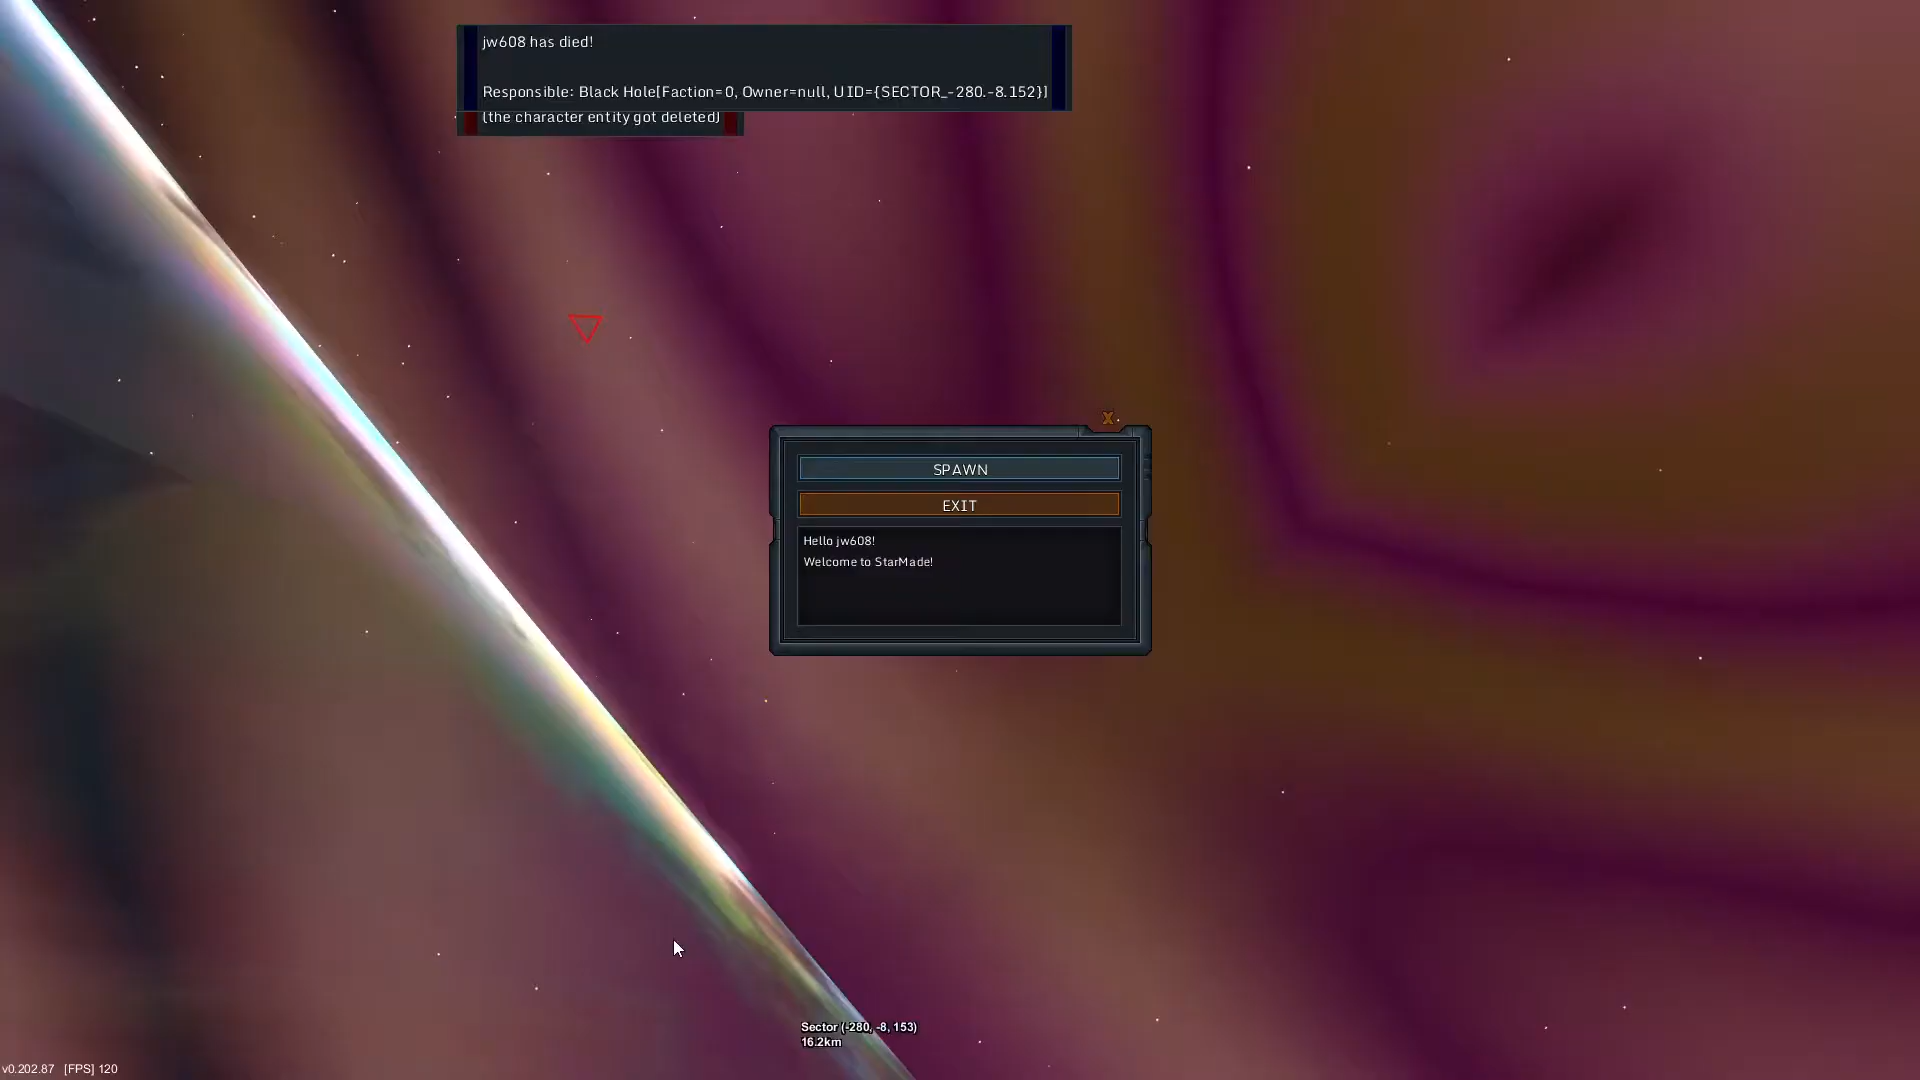 jw608 has died!
Responsible: Black Hole[Faction=0, Owner=null, UID={SECTOR_-280.-8.152}]
(the character entity got deleted)
X
SPAWN
EXIT
Hello jw608!
Welcome to StarMade!
Sector (-280, -8, 153)
16.2km
v0.202.87 [FPS] 120